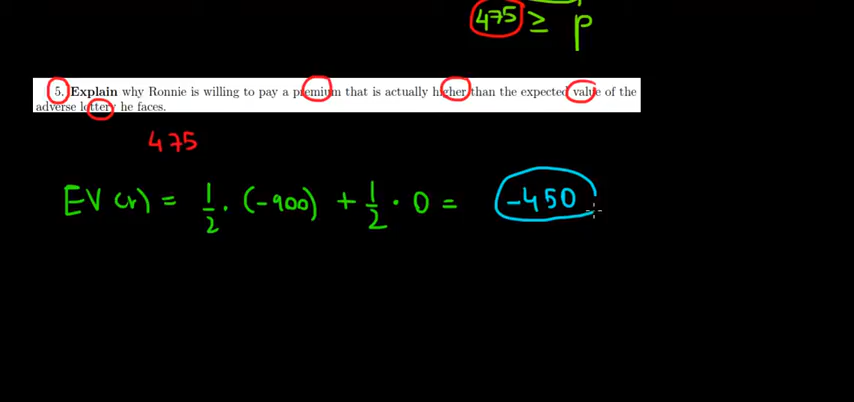 475 ≥ p
5. Explain why Ronnie is willing to pay a premium that is actually higher than the expected value of the
adverse lottery he faces.
475
EV(r) = 1/2 · (-900) + 1/2 · 0 = -450